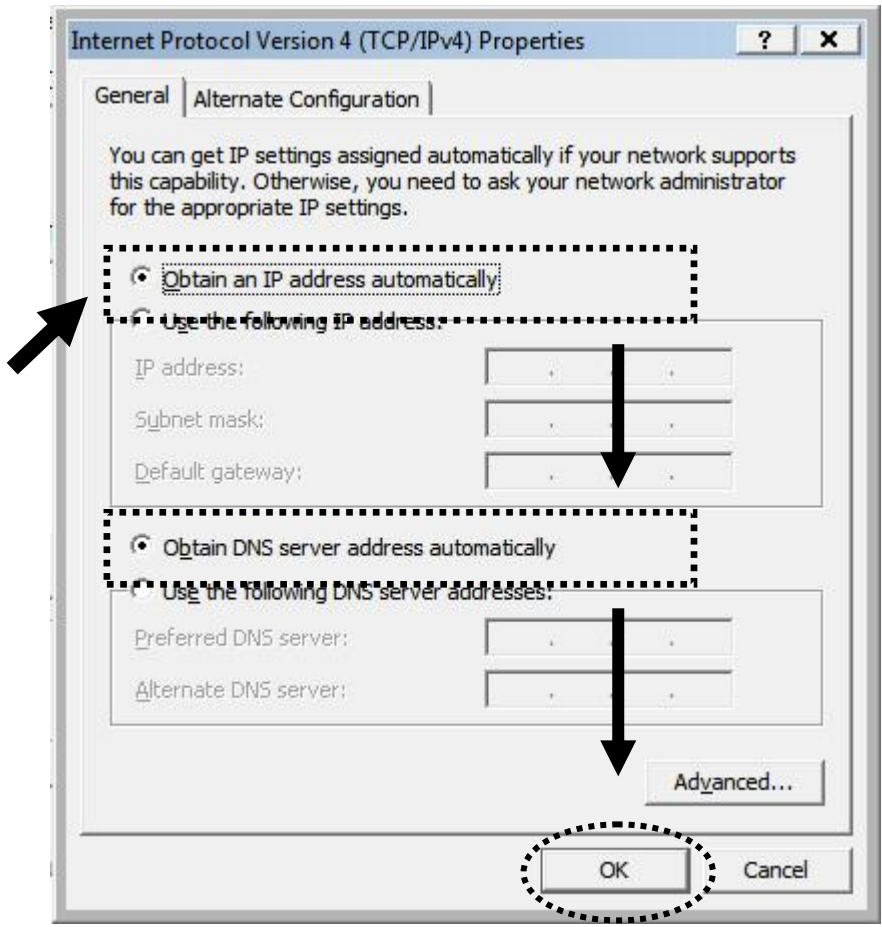 Internet Protocol Version 4 (TCP/IPv4) Properties
General
Alternate Configuration
You can get IP settings assigned automatically if your network supports
this capability. Otherwise, you need to ask your network administrator
for the appropriate IP settings.
Obtain an IP address automatically
Use the following IP address:
IP address:
Subnet mask:
Default gateway:
Obtain DNS server address automatically
Use the following DNS server addresses:
Preferred DNS server:
Alternate DNS server:
Advanced...
OK
Cancel